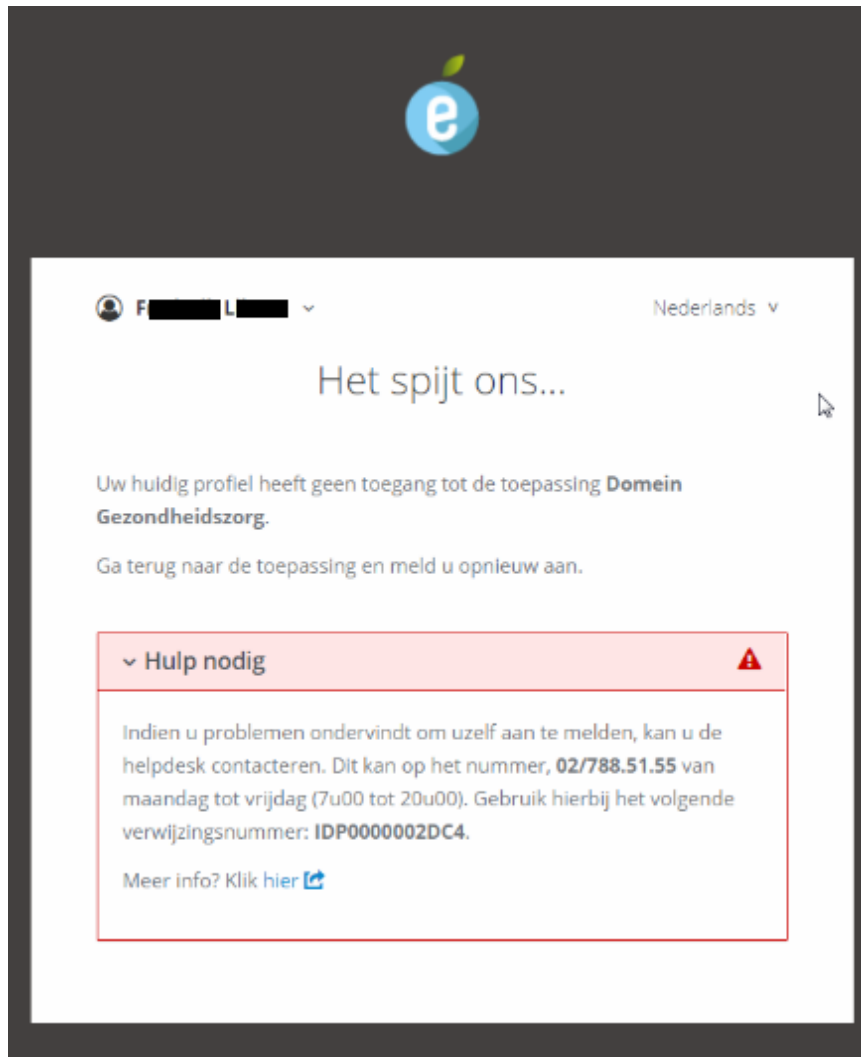 e
F L
Nederlands
Het spijt ons...
Uw huidig profiel heeft geen toegang tot de toepassing Domein
Gezondheidszorg.
Ga terug naar de toepassing en meld u opnieuw aan.
Hulp nodig
Indien u problemen ondervindt om uzelf aan te melden, kan u de
helpdesk contacteren. Dit kan op het nummer, 02/788.51.55 van
maandag tot vrijdag (7u00 tot 20u00). Gebruik hierbij het volgende
verwijzingsnummer: IDP0000002DC4.
Meer info? Klik hier